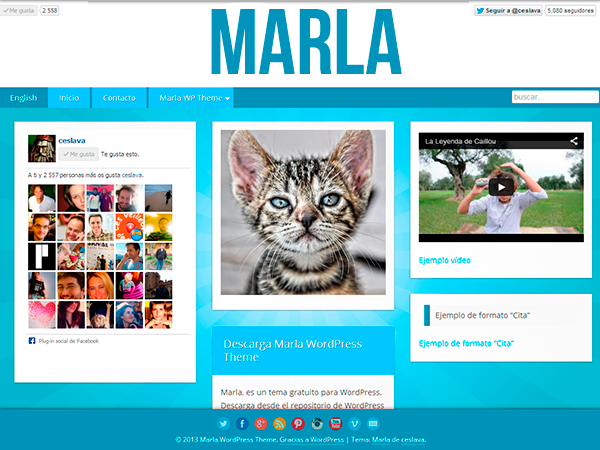 Me gusta 2 558
Seguir a @ceslava 5,080 seguidores
MARLA
English Inicio Contacto Marla WP Theme
buscar...
ceslava
Me gusta Te gusta esto.
A ti y 2 557 personas más os gusta ceslava.
Plug-in social de Facebook
Descarga Marla WordPress
Theme
Marla, es un tema gratuito para WordPress.
Descarga desde el repositorio de WordPress
La Leyenda de Caillou
Ejemplo vídeo
Ejemplo de formato "Cita"
Ejemplo de formato "Cita"
© 2013 Marla WordPress Theme. Gracias a WordPress | Tema: Marla de ceslava.